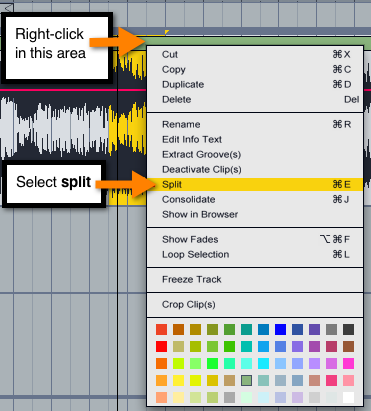 Right-click
in this area
Cut ⌘X
Copy ⌘C
Duplicate ⌘D
Delete Del
Rename ⌘R
Edit Info Text
Extract Groove(s)
Deactivate Clip(s)
Select split
Split ⌘E
Consolidate ⌘J
Show in Browser
Show Fades ⌥⌘F
Loop Selection ⌘L
Freeze Track
Crop Clip(s)